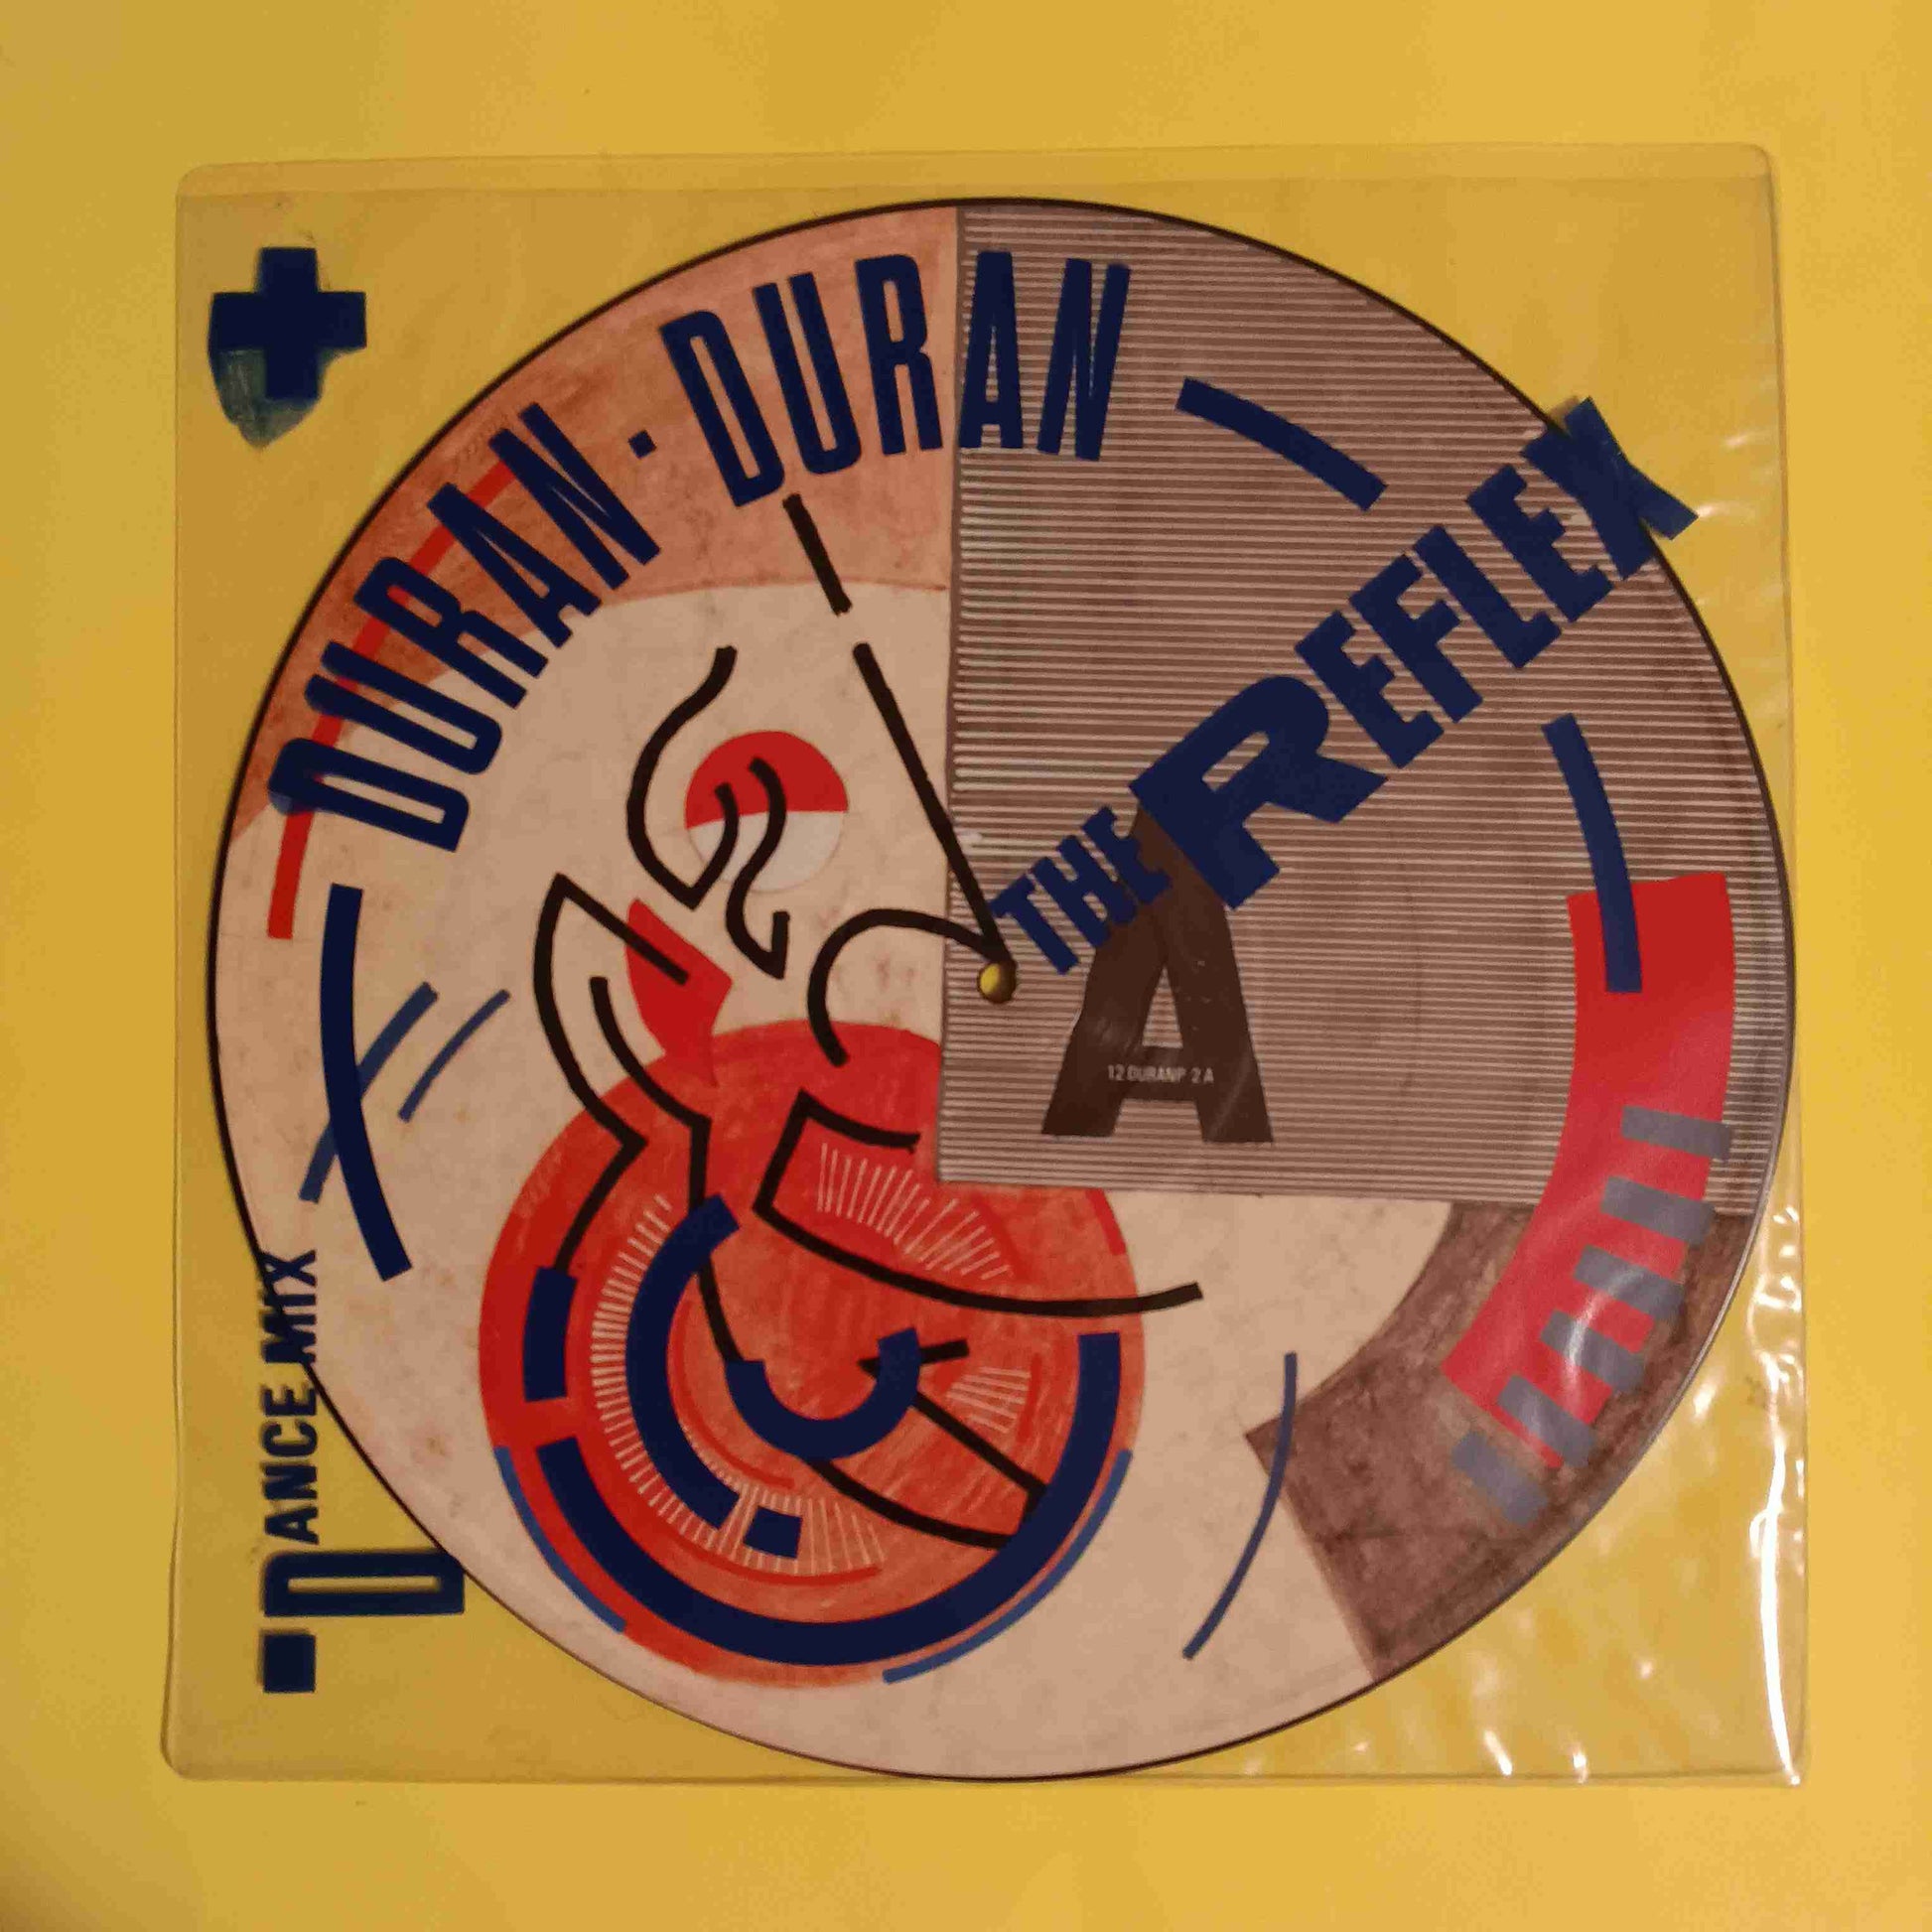 DURAN · DURAN
THE REFLEX
A
12 DURANP 2 A
DANCE MIX